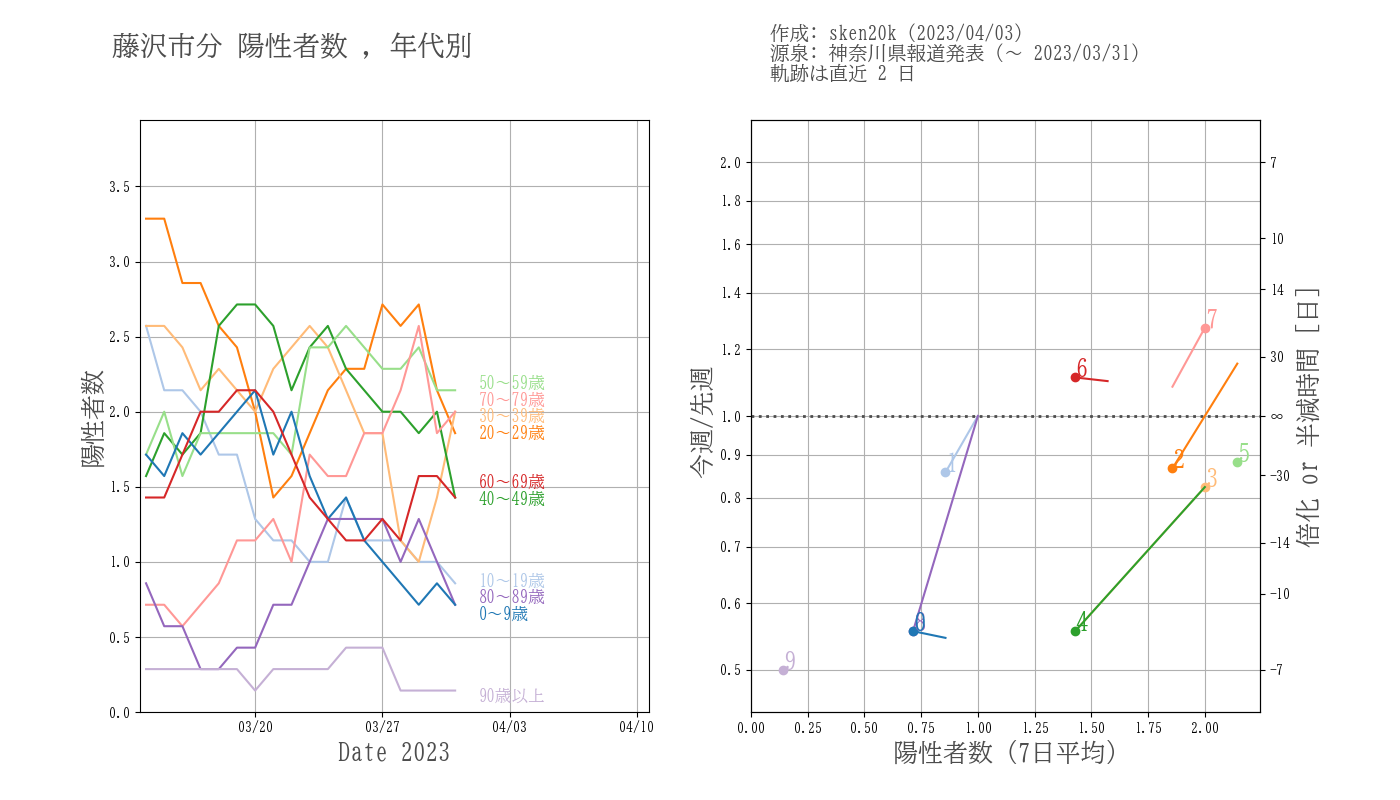 藤沢市分 陽性者数 , 年代別
作成: sken20k (2023/04/03)
源泉: 神奈川県報道発表 (～ 2023/03/31)
軌跡は直近 2 日
陽性者数
3.5
3.0
2.5
2.0
1.5
1.0
0.5
0.0
50～59歳
70～79歳
30～39歳
20～29歳
60～69歳
40～49歳
10～19歳
80～89歳
0～9歳
90歳以上
03/20
03/27
04/03
04/10
Date 2023
今週/先週
2.0
1.8
1.6
1.4
1.2
1.0
0.9
0.8
0.7
0.6
0.5
7
6
5
2
1
3
4
8
0
9
7
10
14
30
∞
−30
−14
−10
−7
倍化 or 半減時間 [日]
0.00
0.25
0.50
0.75
1.00
1.25
1.50
1.75
2.00
陽性者数 (7日平均)